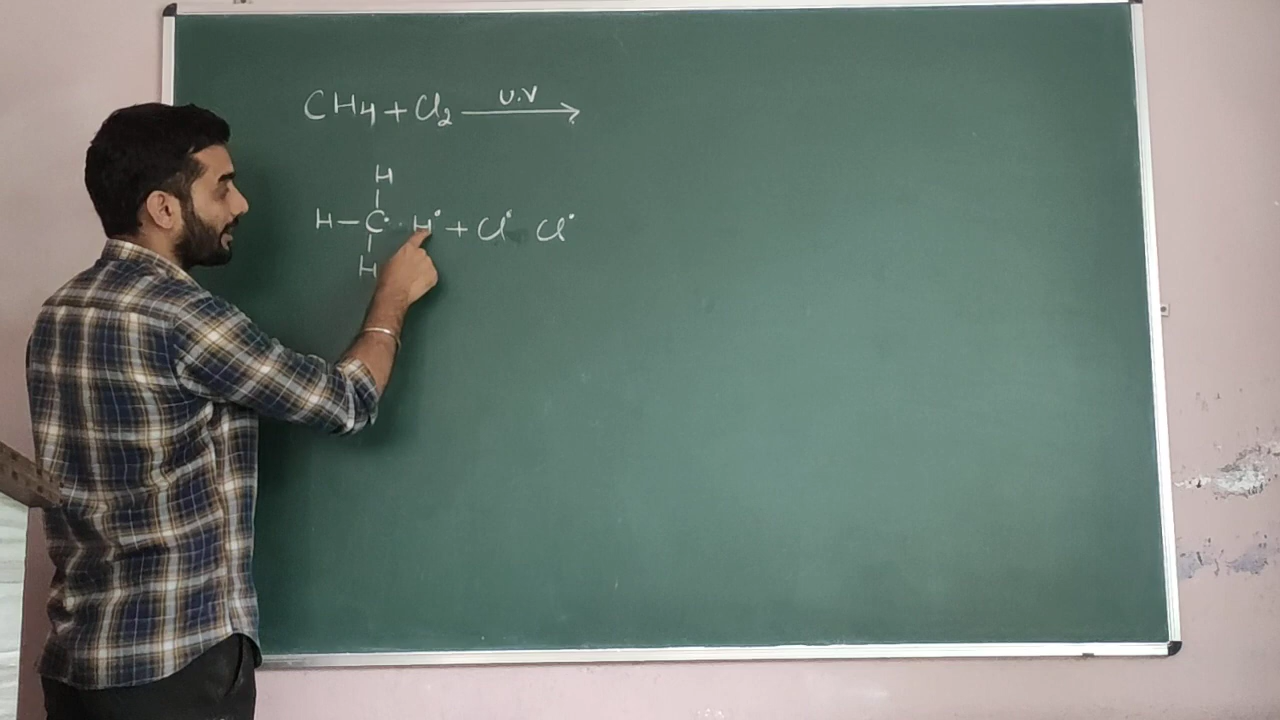 CH4 + Cl2 U.V →
H
H – C· · H· + Cl· Cl·
H